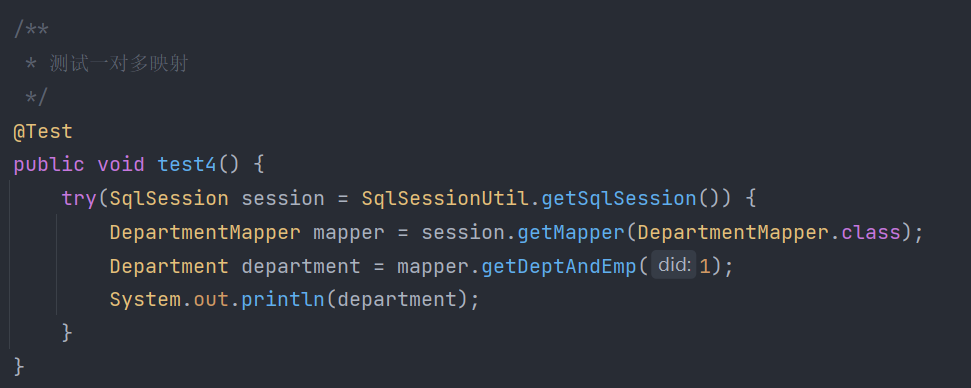 /**
 * 测试一对多映射
 */
@Test
public void test4() {
    try(SqlSession session = SqlSessionUtil.getSqlSession()) {
        DepartmentMapper mapper = session.getMapper(DepartmentMapper.class);
        Department department = mapper.getDeptAndEmp( did: 1);
        System.out.println(department);
    }
}